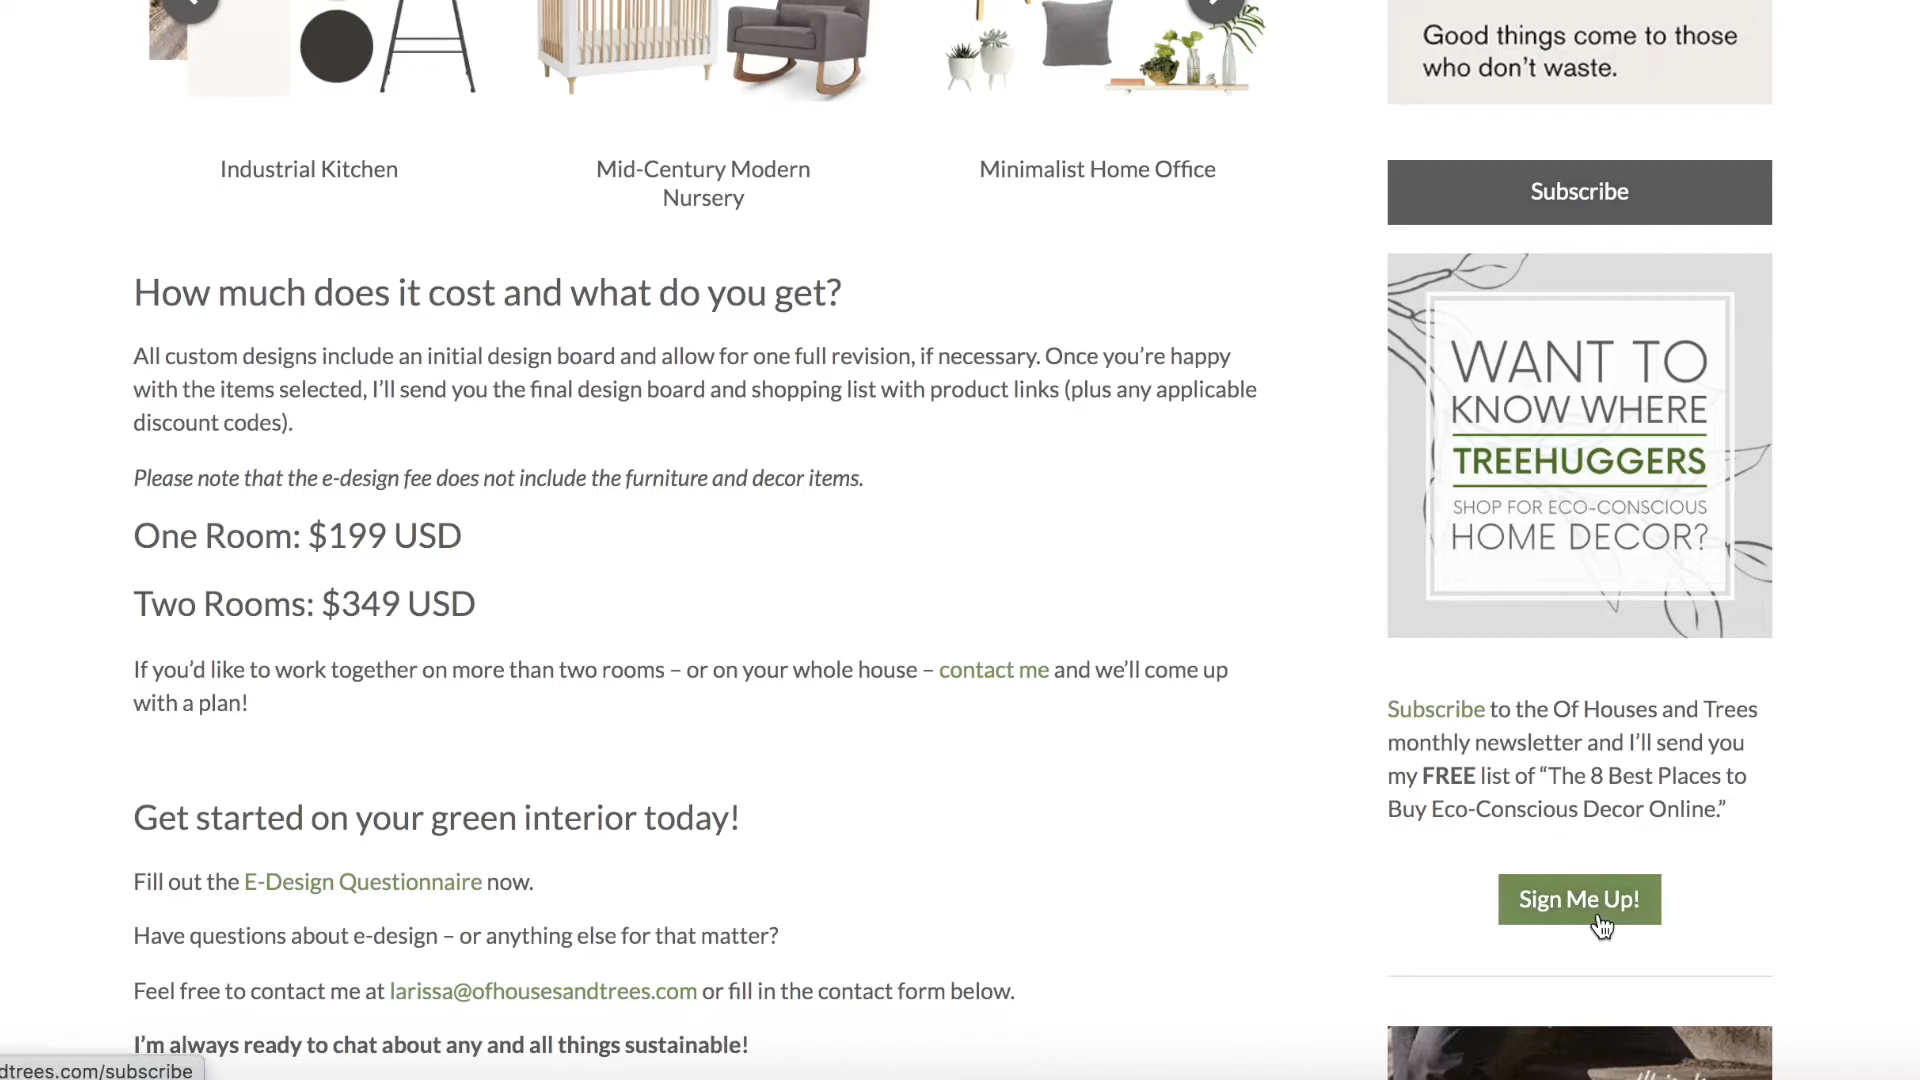 Good things come to those
who don't waste.
Industrial Kitchen
Mid-Century Modern
Nursery
Minimalist Home Office
Subscribe
How much does it cost and what do you get?
All custom designs include an initial design board and allow for one full revision, if necessary. Once you're happy
with the items selected, I'll send you the final design board and shopping list with product links (plus any applicable
discount codes).
Please note that the e-design fee does not include the furniture and decor items.
One Room: $199 USD
Two Rooms: $349 USD
If you'd like to work together on more than two rooms – or on your whole house – contact me and we'll come up
with a plan!
WANT TO
KNOW WHERE
TREEHUGGERS
SHOP FOR ECO-CONSCIOUS
HOME DECOR?
Subscribe to the Of Houses and Trees
monthly newsletter and I'll send you
my FREE list of “The 8 Best Places to
Buy Eco-Conscious Decor Online.”
Sign Me Up!
Get started on your green interior today!
Fill out the E-Design Questionnaire now.
Have questions about e-design – or anything else for that matter?
Feel free to contact me at larissa@ofhousesandtrees.com or fill in the contact form below.
I'm always ready to chat about any and all things sustainable!
dtrees.com/subscribe